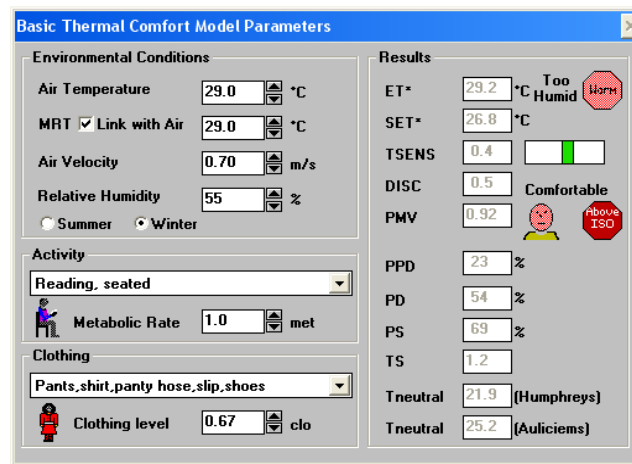 Basic Thermal Comfort Model Parameters
Environmental Conditions
Air Temperature 29.0 °C
MRT Link with Air 29.0 °C
Air Velocity 0.70 m/s
Relative Humidity 55 %
Summer Winter
Activity
Reading, seated
Metabolic Rate 1.0 met
Clothing
Pants,shirt,panty hose,slip,shoes
Clothing level 0.67 clo
Results
ET* 29.2 °C Too Humid Warm
SET* 26.8 °C
TSENS 0.4
DISC 0.5 Comfortable
PMV 0.92 Above ISO
PPD 23 %
PD 54 %
PS 69 %
TS 1.2
Tneutral 21.9 (Humphreys)
Tneutral 25.2 (Auliciems)